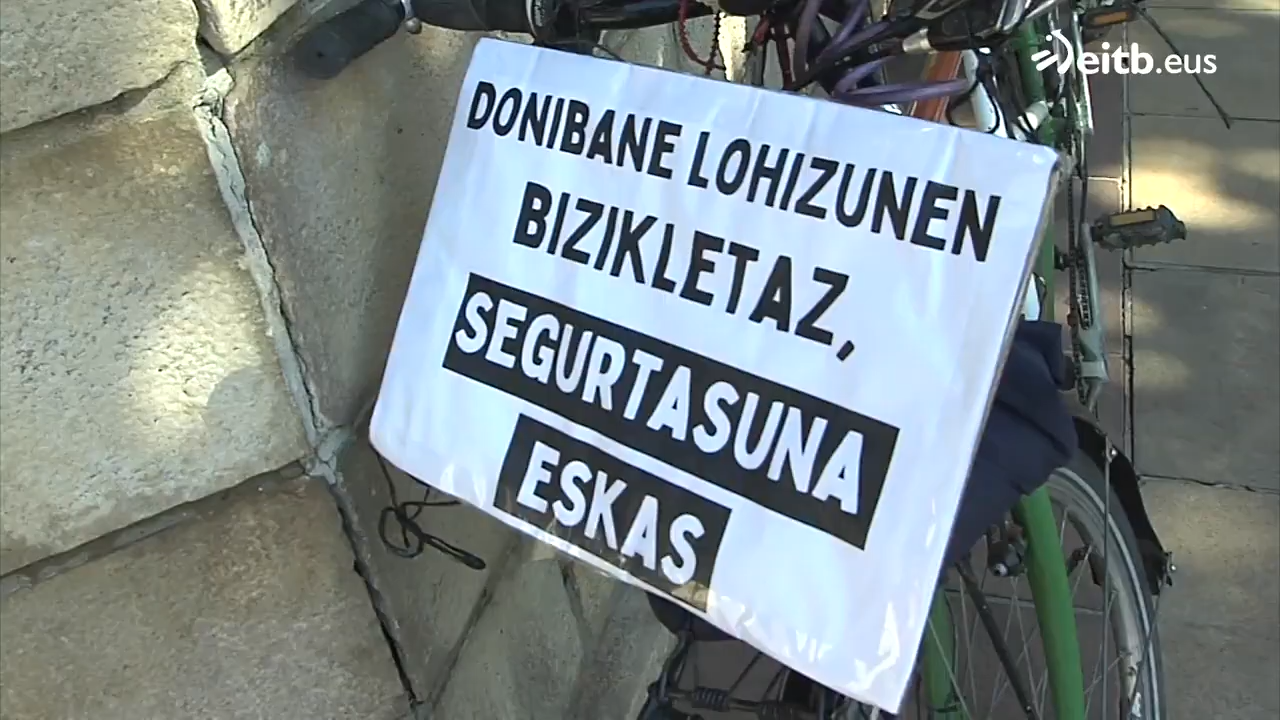 eitb.eus
DONIBANE LOHIZUNEN
BIZIKLETAZ,
SEGURTASUNA
ESKAS